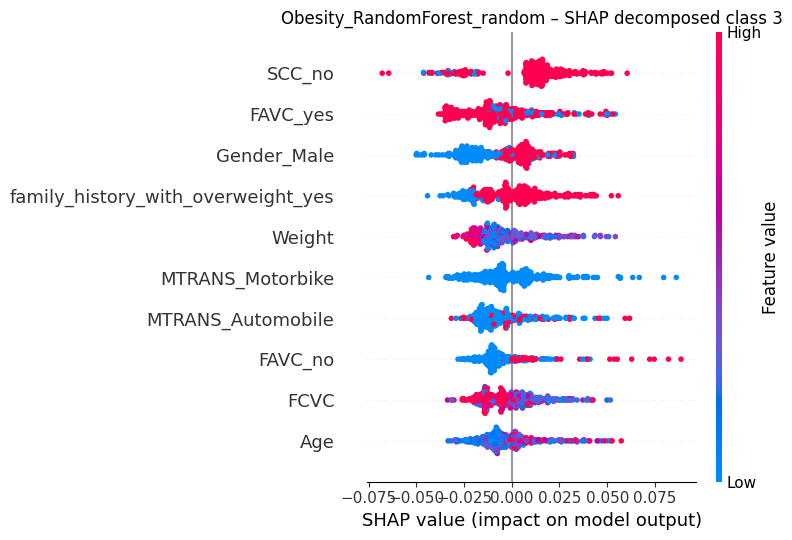 Obesity_RandomForest_random – SHAP decomposed class 3
High
SCC_no
FAVC_yes
Gender_Male
family_history_with_overweight_yes
Weight
MTRANS_Motorbike
MTRANS_Automobile
FAVC_no
FCVC
Age
Feature value
Low
−0.075 −0.050 −0.025 0.000 0.025 0.050 0.075
SHAP value (impact on model output)